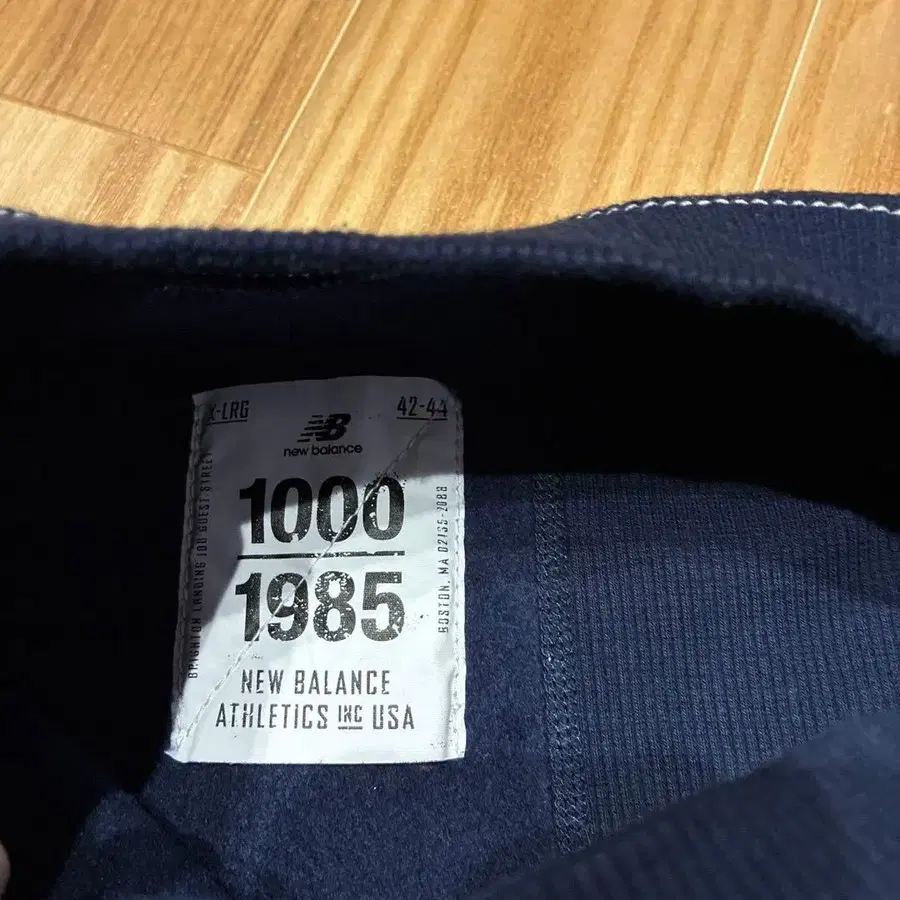 X-LRG 42-44
NB
new balance
1000
1985
NEW BALANCE
ATHLETICS INC USA
BRIGHTON LANDING 100 GUEST STREET
BOSTON, MA 02135-2088